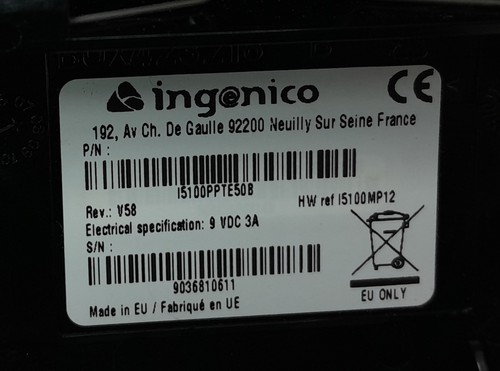 ingenico
CE
192, Av Ch. De Gaulle 92200 Neuilly Sur Seine France
P/N :
I5100PPTE50B
HW ref I5100MP12
Rev.: V58
Electrical specification: 9 VDC 3A
S/N :
9036810611
EU ONLY
Made in EU / Fabriqué en UE